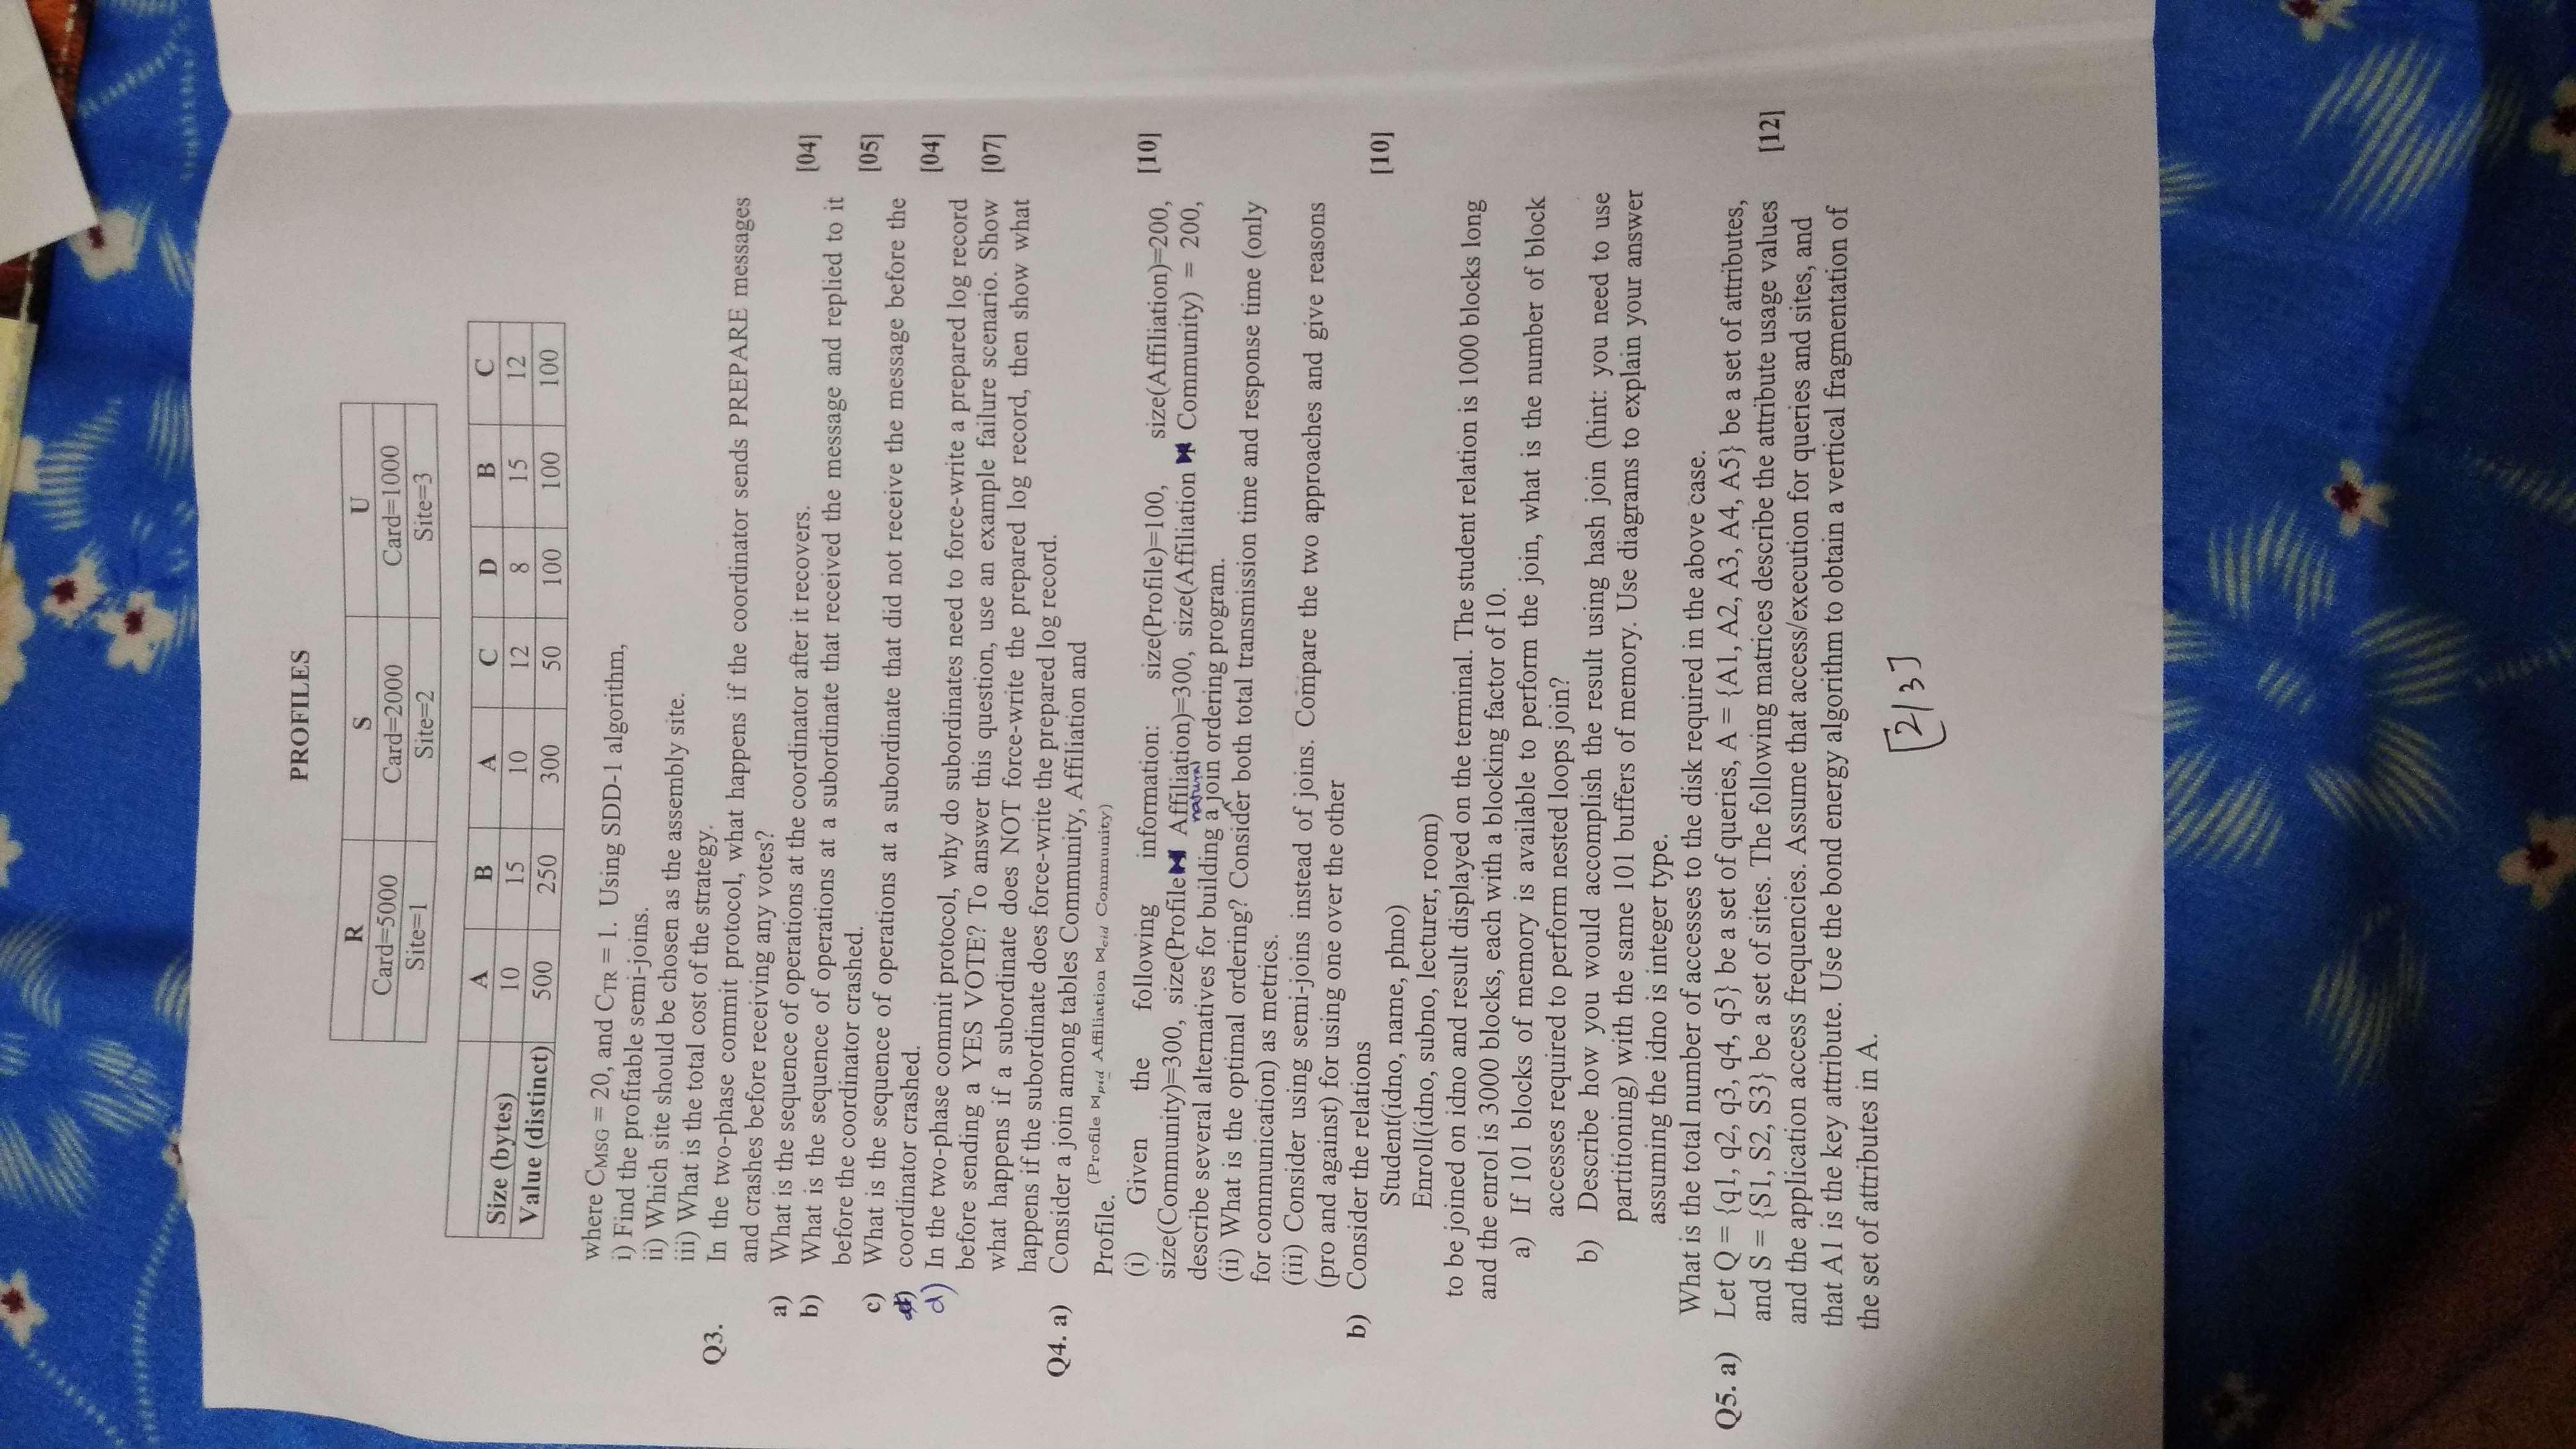 PROFILES
R S U
Card=5000 Card=2000 Card=1000
Site=1 Site=2 Site=3
A B A C D B C
Size (bytes) 10 15 10 12 8 15 12
Value (distinct) 500 250 300 50 100 100 100
where CMSG = 20, and CTR = 1. Using SDD-1 algorithm,
i) Find the profitable semi-joins.
ii) Which site should be chosen as the assembly site.
iii) What is the total cost of the strategy.
Q3. In the two-phase commit protocol, what happens if the coordinator sends PREPARE messages
and crashes before receiving any votes?
a) What is the sequence of operations at the coordinator after it recovers. [04]
b) What is the sequence of operations at a subordinate that received the message and replied to it
before the coordinator crashed. [05]
c) What is the sequence of operations at a subordinate that did not receive the message before the
coordinator crashed. [04]
d) In the two-phase commit protocol, why do subordinates need to force-write a prepared log record
before sending a YES VOTE? To answer this question, use an example failure scenario. Show [07]
what happens if a subordinate does NOT force-write the prepared log record, then show what
happens if the subordinate does force-write the prepared log record.
Q4. a) Consider a join among tables Community, Affiliation and
Profile. (Profile ⋈pid Affiliation ⋈cid Community)
(i) Given the following information: size(Profile)=100, size(Affiliation)=200, [10]
size(Community)=300, size(Profile⋈ Affiliation)=300, size(Affiliation ⋈ Community) = 200,
describe several alternatives for building a natural join ordering program.
(ii) What is the optimal ordering? Consider both total transmission time and response time (only
for communication) as metrics.
(iii) Consider using semi-joins instead of joins. Compare the two approaches and give reasons
(pro and against) for using one over the other
b) Consider the relations [10]
Student(idno, name, phno)
Enroll(idno, subno, lecturer, room)
to be joined on idno and result displayed on the terminal. The student relation is 1000 blocks long
and the enrol is 3000 blocks, each with a blocking factor of 10.
a) If 101 blocks of memory is available to perform the join, what is the number of block
accesses required to perform nested loops join?
b) Describe how you would accomplish the result using hash join (hint: you need to use
partitioning) with the same 101 buffers of memory. Use diagrams to explain your answer
assuming the idno is integer type.
What is the total number of accesses to the disk required in the above case.
Q5. a) Let Q = {q1, q2, q3, q4, q5} be a set of queries, A = {A1, A2, A3, A4, A5} be a set of attributes,
and S = {S1, S2, S3} be a set of sites. The following matrices describe the attribute usage values [12]
and the application access frequencies. Assume that access/execution for queries and sites, and
that A1 is the key attribute. Use the bond energy algorithm to obtain a vertical fragmentation of
the set of attributes in A.
[2/3]